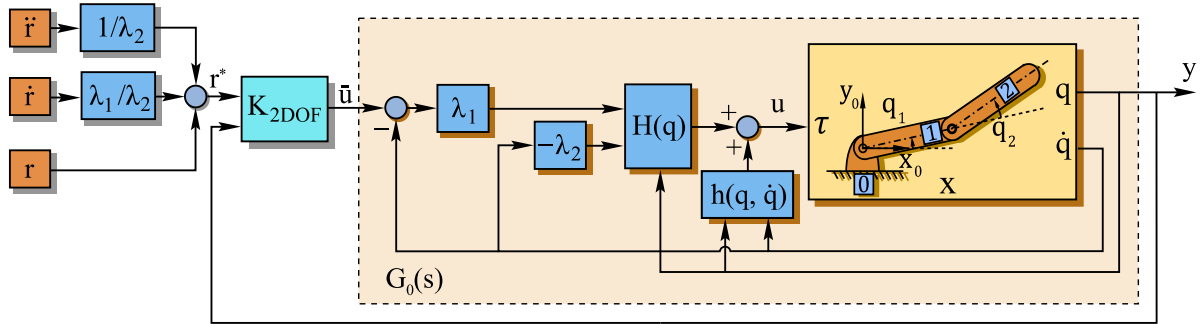 r̈
1/λ₂
ṙ
λ₁/λ₂
r
r*
K₂DOF
ū
−
λ₁
−λ₂
H(q)
+
+
u
h(q, q̇)
G₀(s)
τ
y₀
q₁
x₀
0
1
2
q₂
x
q
q̇
y